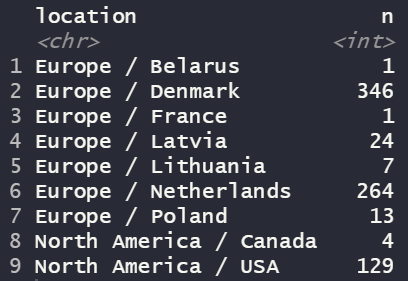 location n
<chr> <int>
1 Europe / Belarus 1
2 Europe / Denmark 346
3 Europe / France 1
4 Europe / Latvia 24
5 Europe / Lithuania 7
6 Europe / Netherlands 264
7 Europe / Poland 13
8 North America / Canada 4
9 North America / USA 129